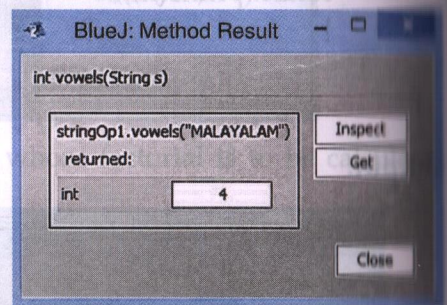 BlueJ: Method Result
int vowels(String s)
stringOp1.vowels("MALAYALAM")
returned:
int 4
Inspect
Get
Close